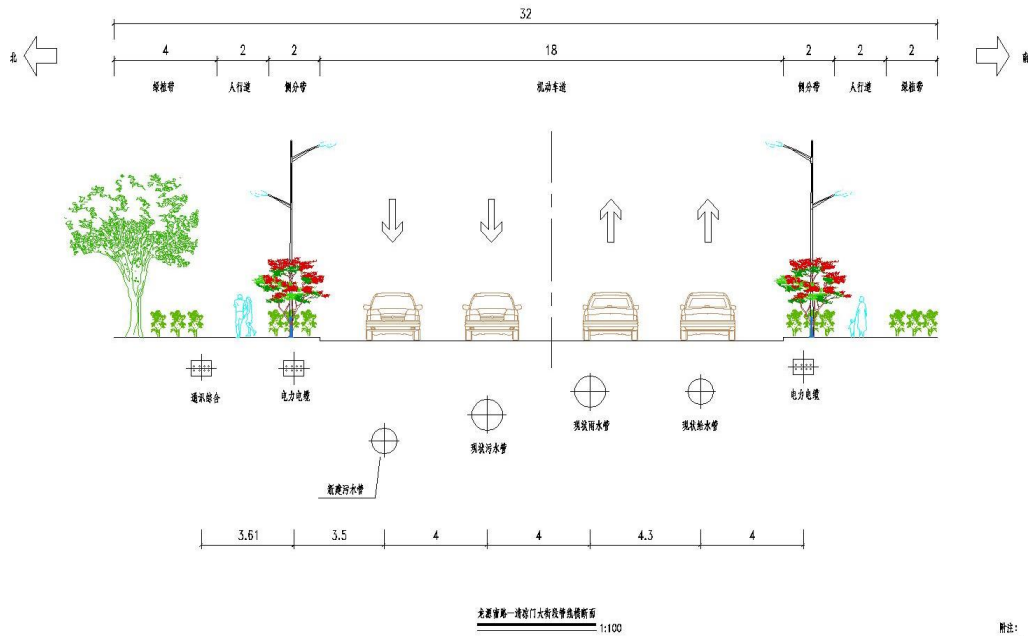 32
北
4
2
2
18
2
2
2
南
绿植带
人行道
侧分带
机动车道
侧分带
人行道
绿植带
通讯综合
电力电缆
新建污水管
现状污水管
现状雨水管
现状给水管
电力电缆
3.61
3.5
4
4
4.3
4
1:100
附注: